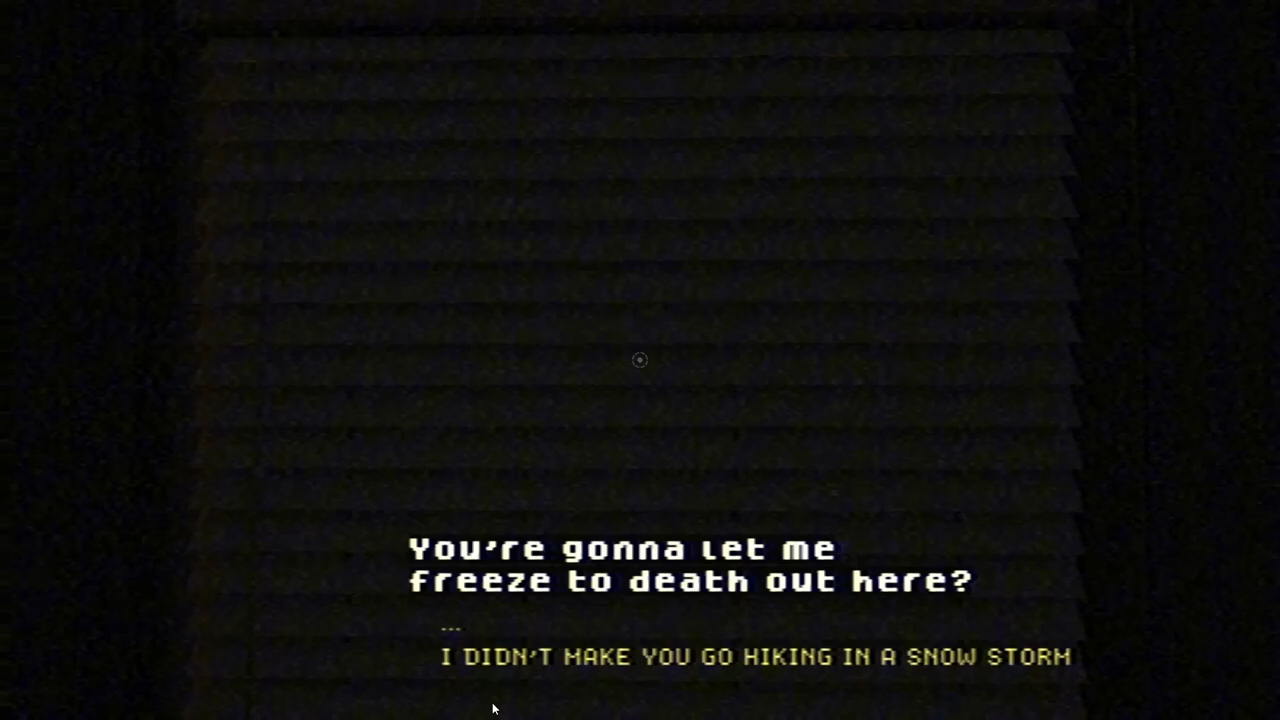 You're gonna let me
freeze to death out here?
...
I DIDN'T MAKE YOU GO HIKING IN A SNOW STORM